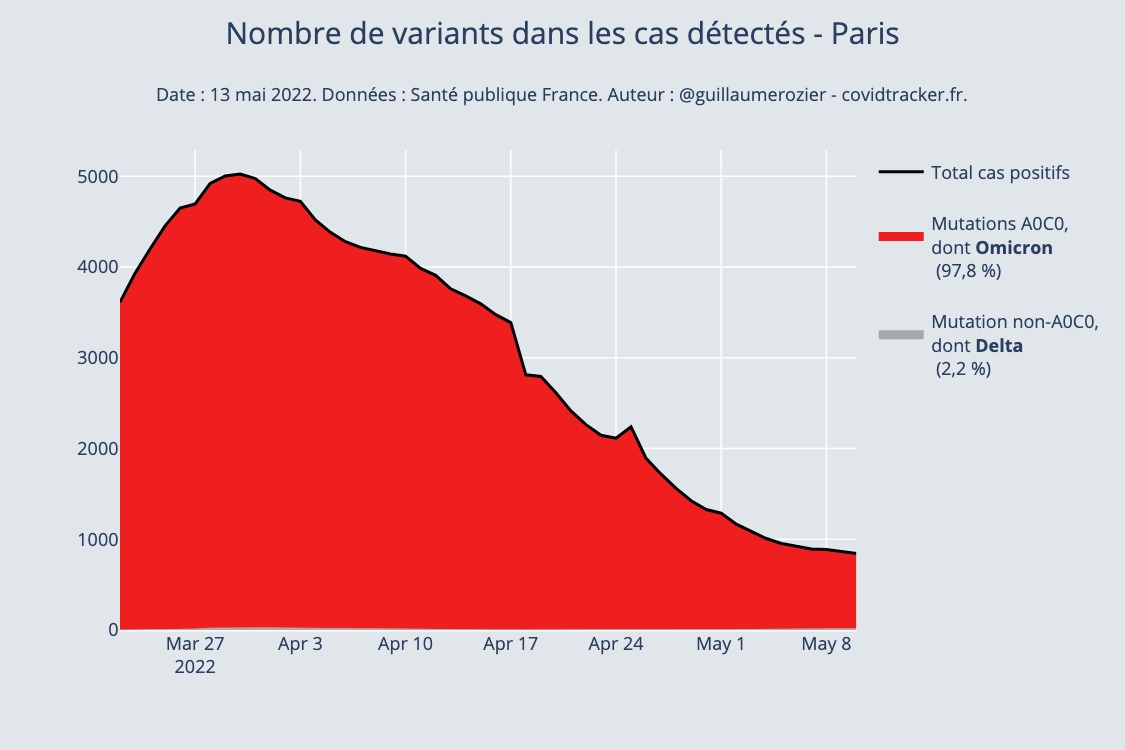 Nombre de variants dans les cas détectés - Paris
Date : 13 mai 2022. Données : Santé publique France. Auteur : @guillaumerozier - covidtracker.fr.
5000
4000
3000
2000
1000
0
Mar 27
2022
Apr 3
Apr 10
Apr 17
Apr 24
May 1
May 8
Total cas positifs
Mutations A0C0,
dont Omicron
(97,8 %)
Mutation non-A0C0,
dont Delta
(2,2 %)